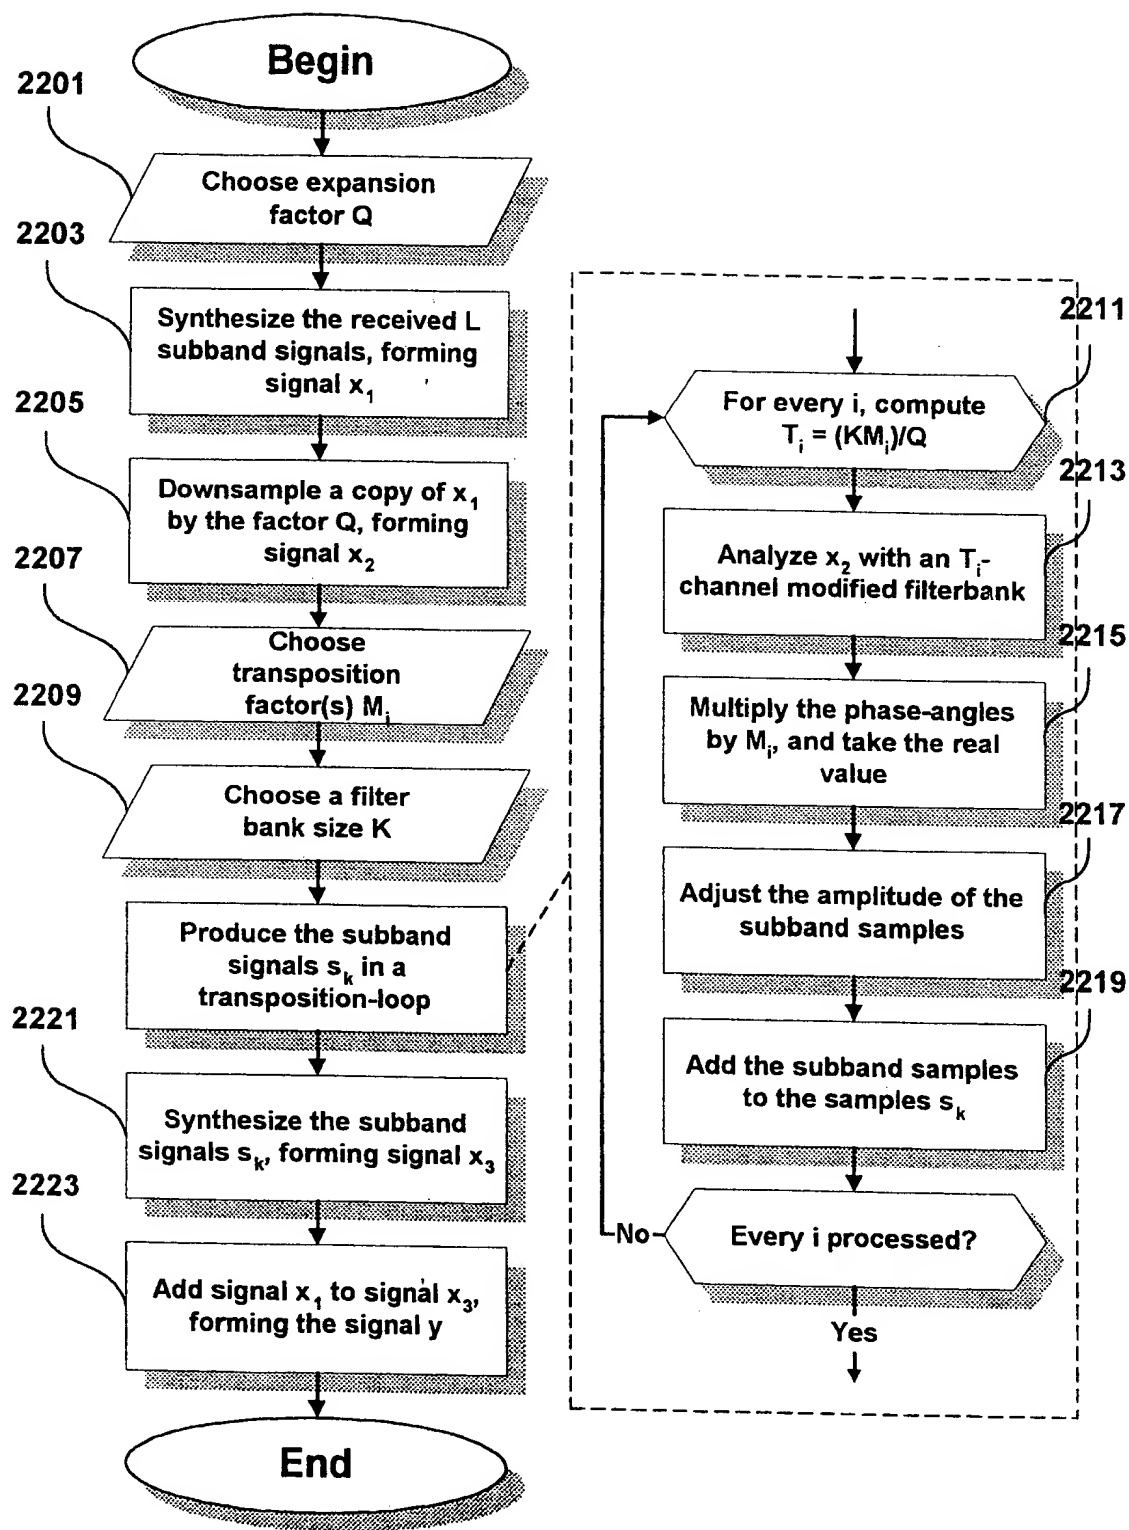 Begin
2201
Choose expansion
factor Q
2203
Synthesize the received L
subband signals, forming
signal x₁
2205
Downsample a copy of x₁
by the factor Q, forming
signal x₂
2207
Choose
transposition
factor(s) Mᵢ
2209
Choose a filter
bank size K
Produce the subband
signals sₖ in a
transposition-loop
2221
Synthesize the subband
signals sₖ, forming signal x₃
2223
Add signal x₁ to signal x₃,
forming the signal y
End
2211
For every i, compute
Tᵢ = (KMᵢ)/Q
2213
Analyze x₂ with an Tᵢ-
channel modified filterbank
2215
Multiply the phase-angles
by Mᵢ, and take the real
value
2217
Adjust the amplitude of the
subband samples
2219
Add the subband samples
to the samples sₖ
No
Every i processed?
Yes